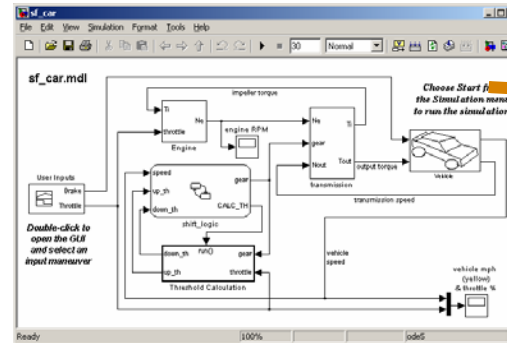 sf_car
File Edit View Simulation Format Tools Help
30 Normal
sf_car.mdl
Choose Start
the Simulation menu
to run the simulation
impeller torque
Ti
Ne
throttle
Engine
engine RPM
Ne
gear
Nout
Ti
Tout
transmission
output torque
Vehicle
transmission speed
User Inputs
Brake
Throttle
Double-click to
open the GUI
and select an
input maneuver
speed
up_th
down_th
gear
CALC_TH
shift_logic
run()
down_th
up_th
gear
throttle
Threshold Calculation
vehicle
speed
vehicle mph
(yellow)
& throttle %
Ready 100% ode5